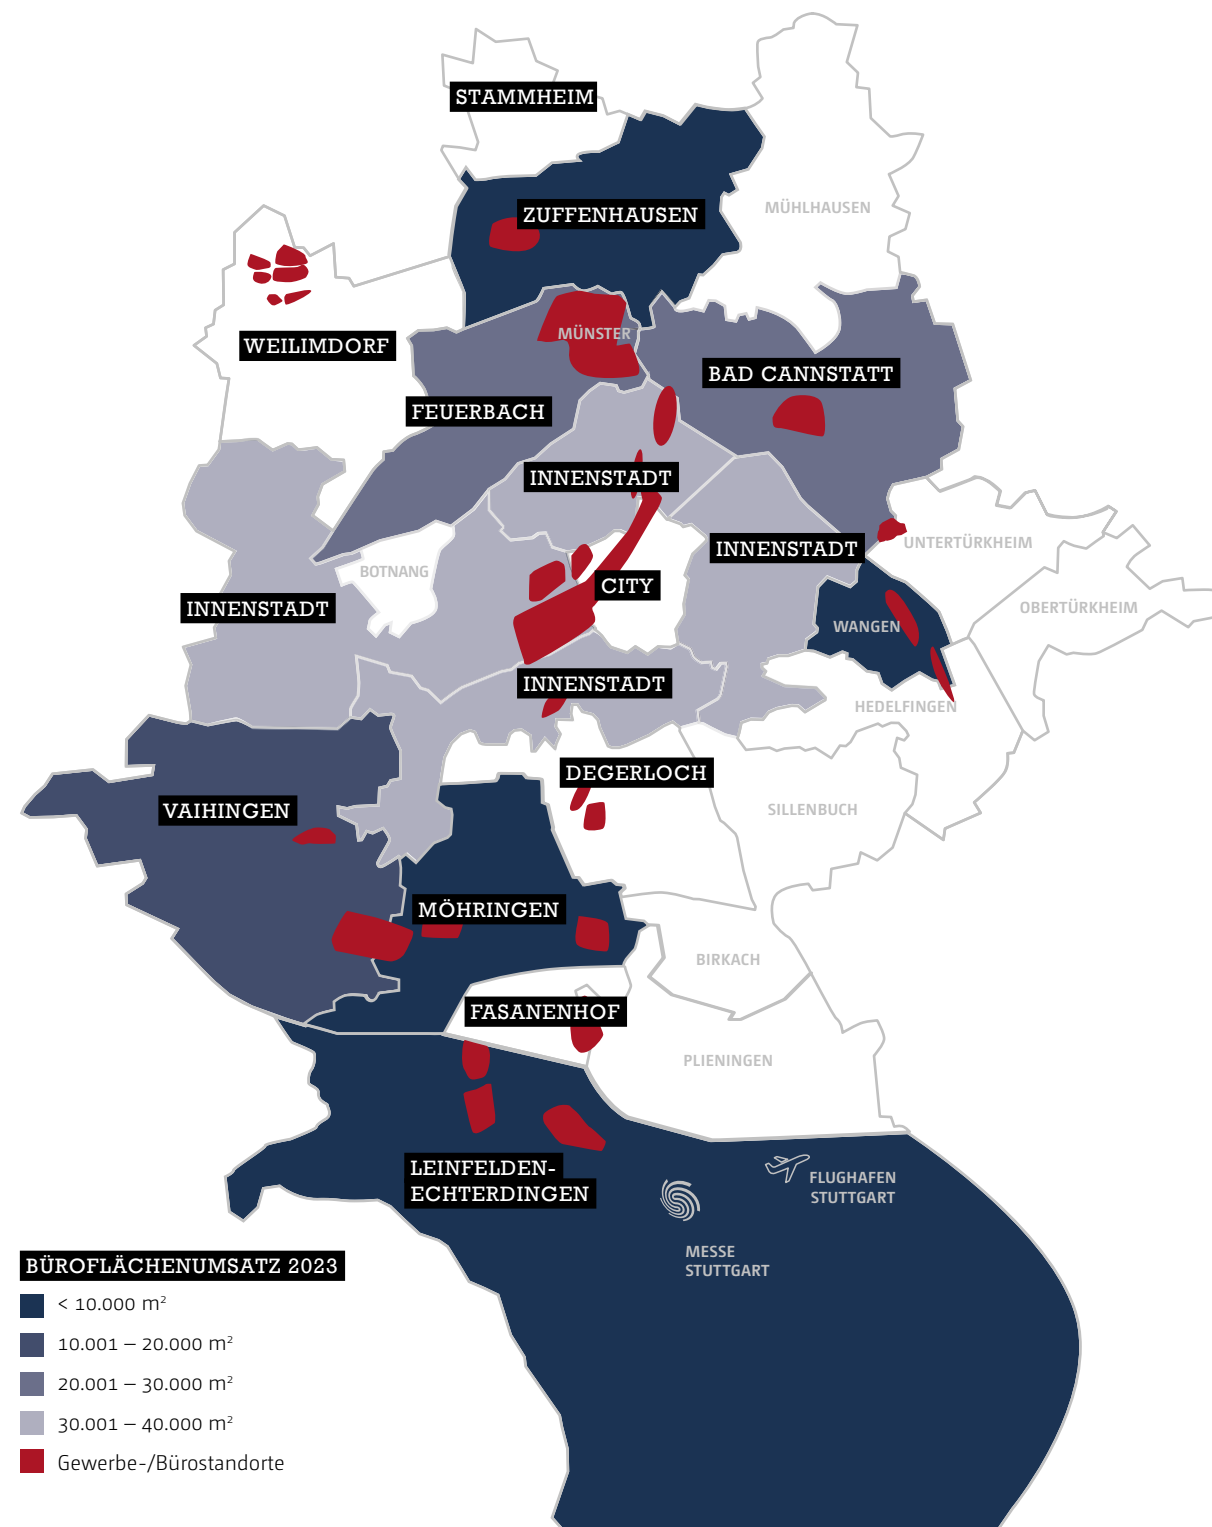 STAMMHEIM
MÜHLHAUSEN
ZUFFENHAUSEN
MÜNSTER
WEILIMDORF
BAD CANNSTATT
FEUERBACH
INNENSTADT
INNENSTADT
UNTERTÜRKHEIM
BOTNANG
CITY
INNENSTADT
OBERTÜRKHEIM
WANGEN
INNENSTADT
HEDELFINGEN
DEGERLOCH
VAIHINGEN
SILLENBUCH
MÖHRINGEN
BIRKACH
FASANENHOF
PLIENINGEN
LEINFELDEN-
ECHTERDINGEN
FLUGHAFEN
STUTTGART
MESSE
STUTTGART
BÜROFLÄCHENUMSATZ 2023
< 10.000 m²
10.001 – 20.000 m²
20.001 – 30.000 m²
30.001 – 40.000 m²
Gewerbe-/Bürostandorte